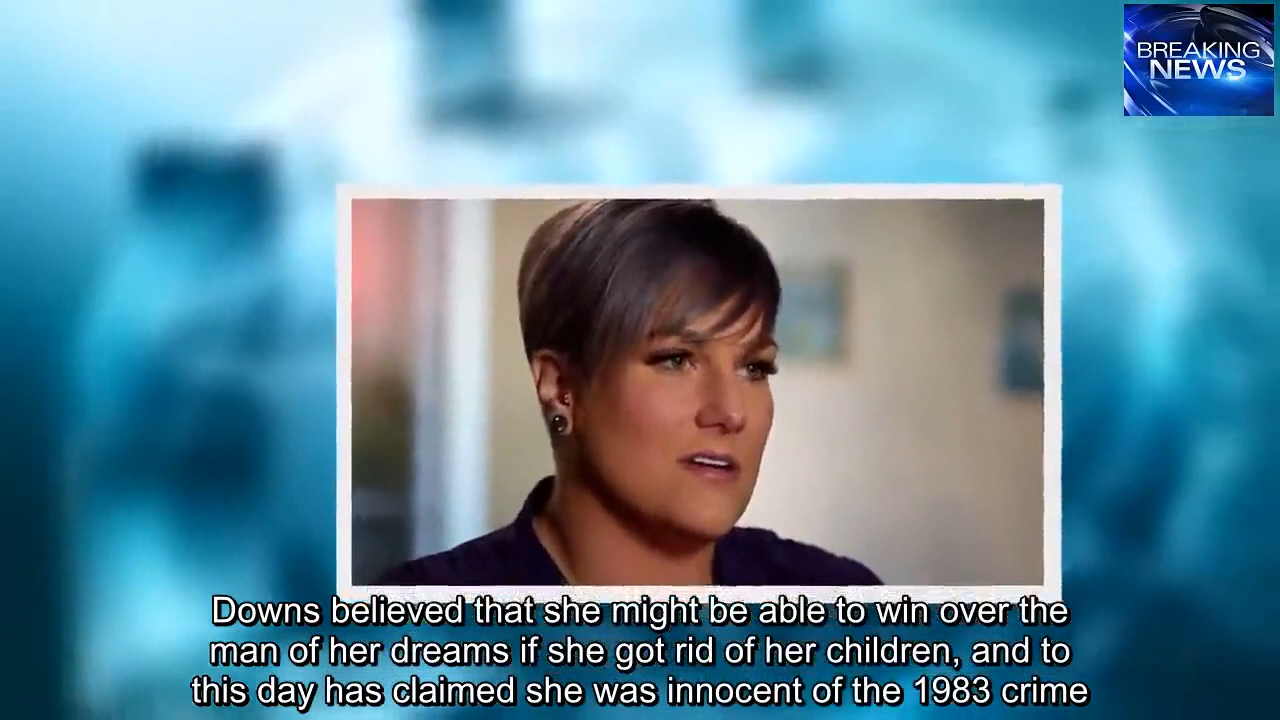 BREAKING
NEWS
Downs believed that she might be able to win over the
man of her dreams if she got rid of her children, and to
this day has claimed she was innocent of the 1983 crime